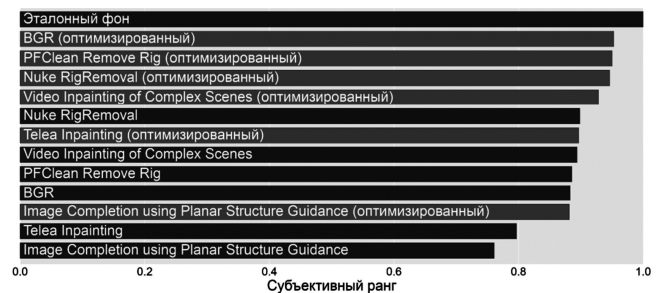 Эталонный фон
BGR (оптимизированный)
PFClean Remove Rig (оптимизированный)
Nuke RigRemoval (оптимизированный)
Video Inpainting of Complex Scenes (оптимизированный)
Nuke RigRemoval
Telea Inpainting (оптимизированный)
Video Inpainting of Complex Scenes
PFClean Remove Rig
BGR
Image Completion using Planar Structure Guidance (оптимизированный)
Telea Inpainting
Image Completion using Planar Structure Guidance
0.0 0.2 0.4 0.6 0.8 1.0
Субъективный ранг